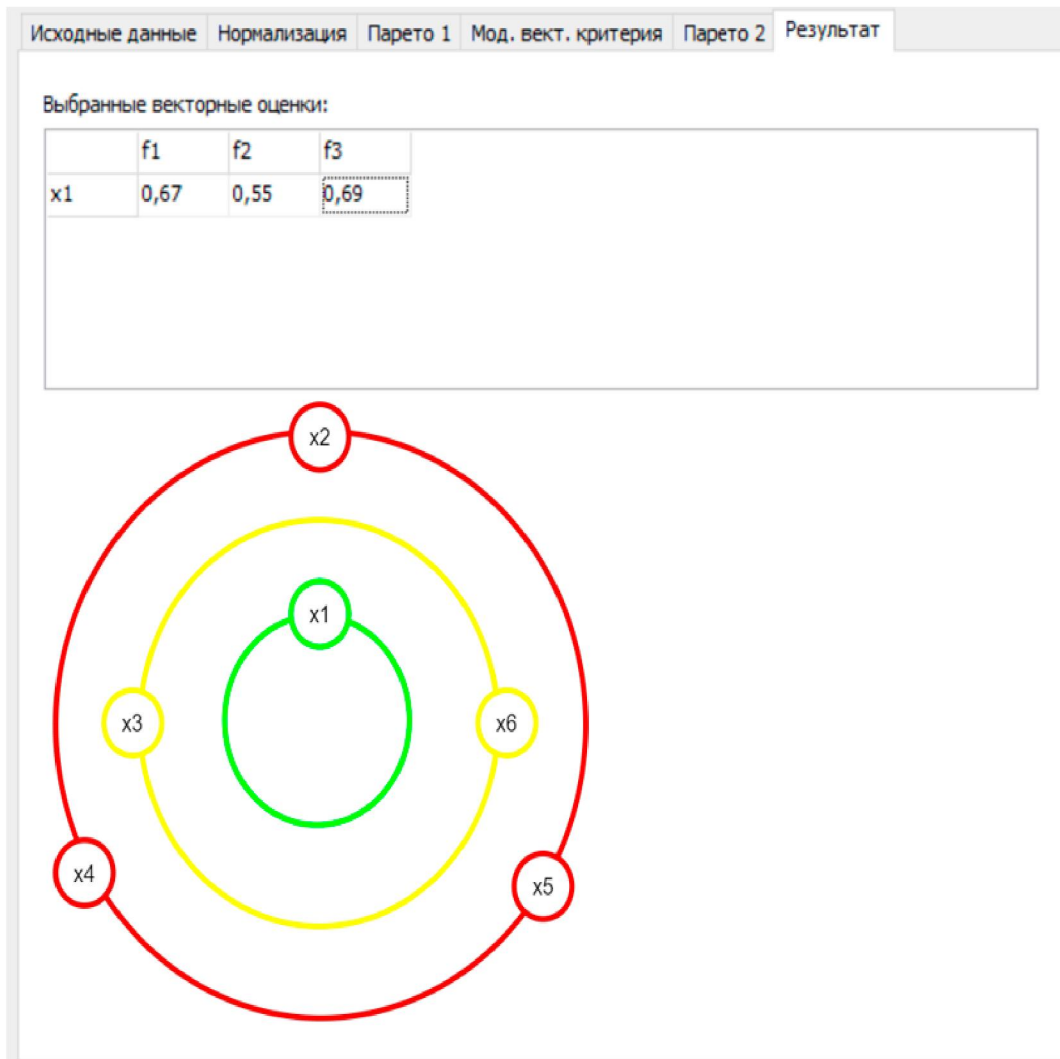 Исходные данные Нормализация Парето 1 Мод. вект. критерия Парето 2 Результат
Выбранные векторные оценки:
f1 f2 f3
x1 0,67 0,55 0,69
x2
x1
x3 x6
x4 x5